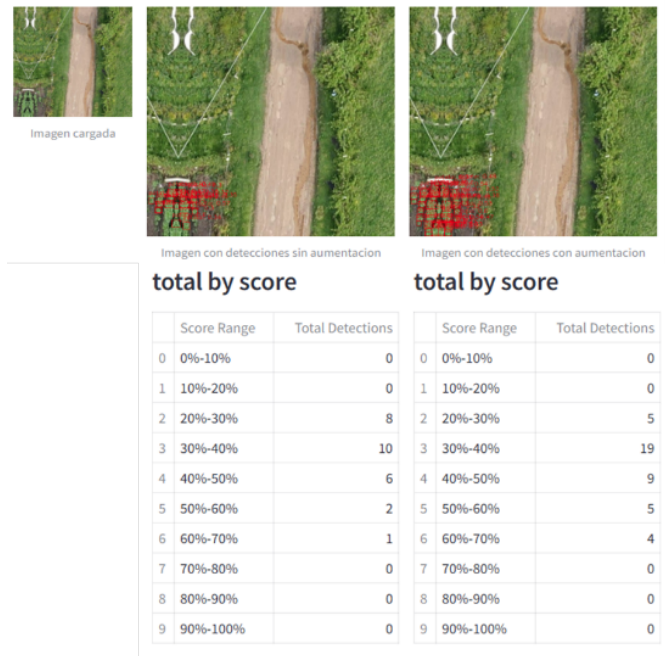 Imagen cargada
Imagen con detecciones sin aumentacion
Imagen con detecciones con aumentacion
total by score
Score Range Total Detections
0 0%-10% 0
1 10%-20% 0
2 20%-30% 8
3 30%-40% 10
4 40%-50% 6
5 50%-60% 2
6 60%-70% 1
7 70%-80% 0
8 80%-90% 0
9 90%-100% 0
total by score
Score Range Total Detections
0 0%-10% 0
1 10%-20% 0
2 20%-30% 5
3 30%-40% 19
4 40%-50% 9
5 50%-60% 5
6 60%-70% 4
7 70%-80% 0
8 80%-90% 0
9 90%-100% 0